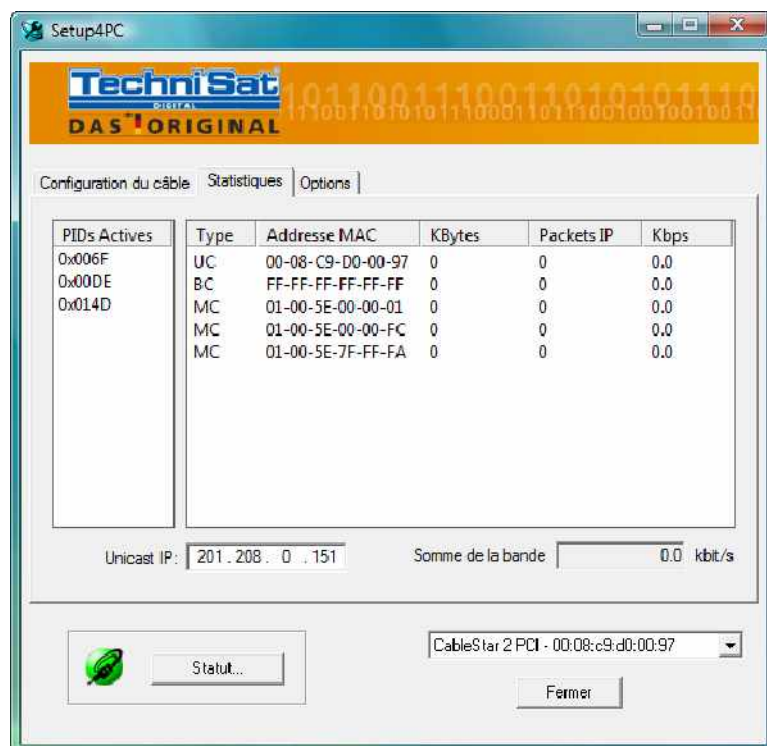 Setup4PC
TechniSat
DIGITAL
DAS ORIGINAL
Configuration du câble Statistiques Options
PIDs Actives Type Addresse MAC KBytes Packets IP Kbps
0x006F UC 00-08-C9-D0-00-97 0 0 0.0
0x00DE BC FF-FF-FF-FF-FF-FF 0 0 0.0
0x014D MC 01-00-5E-00-00-01 0 0 0.0
MC 01-00-5E-00-00-FC 0 0 0.0
MC 01-00-5E-7F-FF-FA 0 0 0.0
Unicast IP: 201 . 208 . 0 . 151 Somme de la bande 0.0 kbit/s
Statut...
CableStar 2 PCI - 00:08:c9:d0:00:97
Fermer